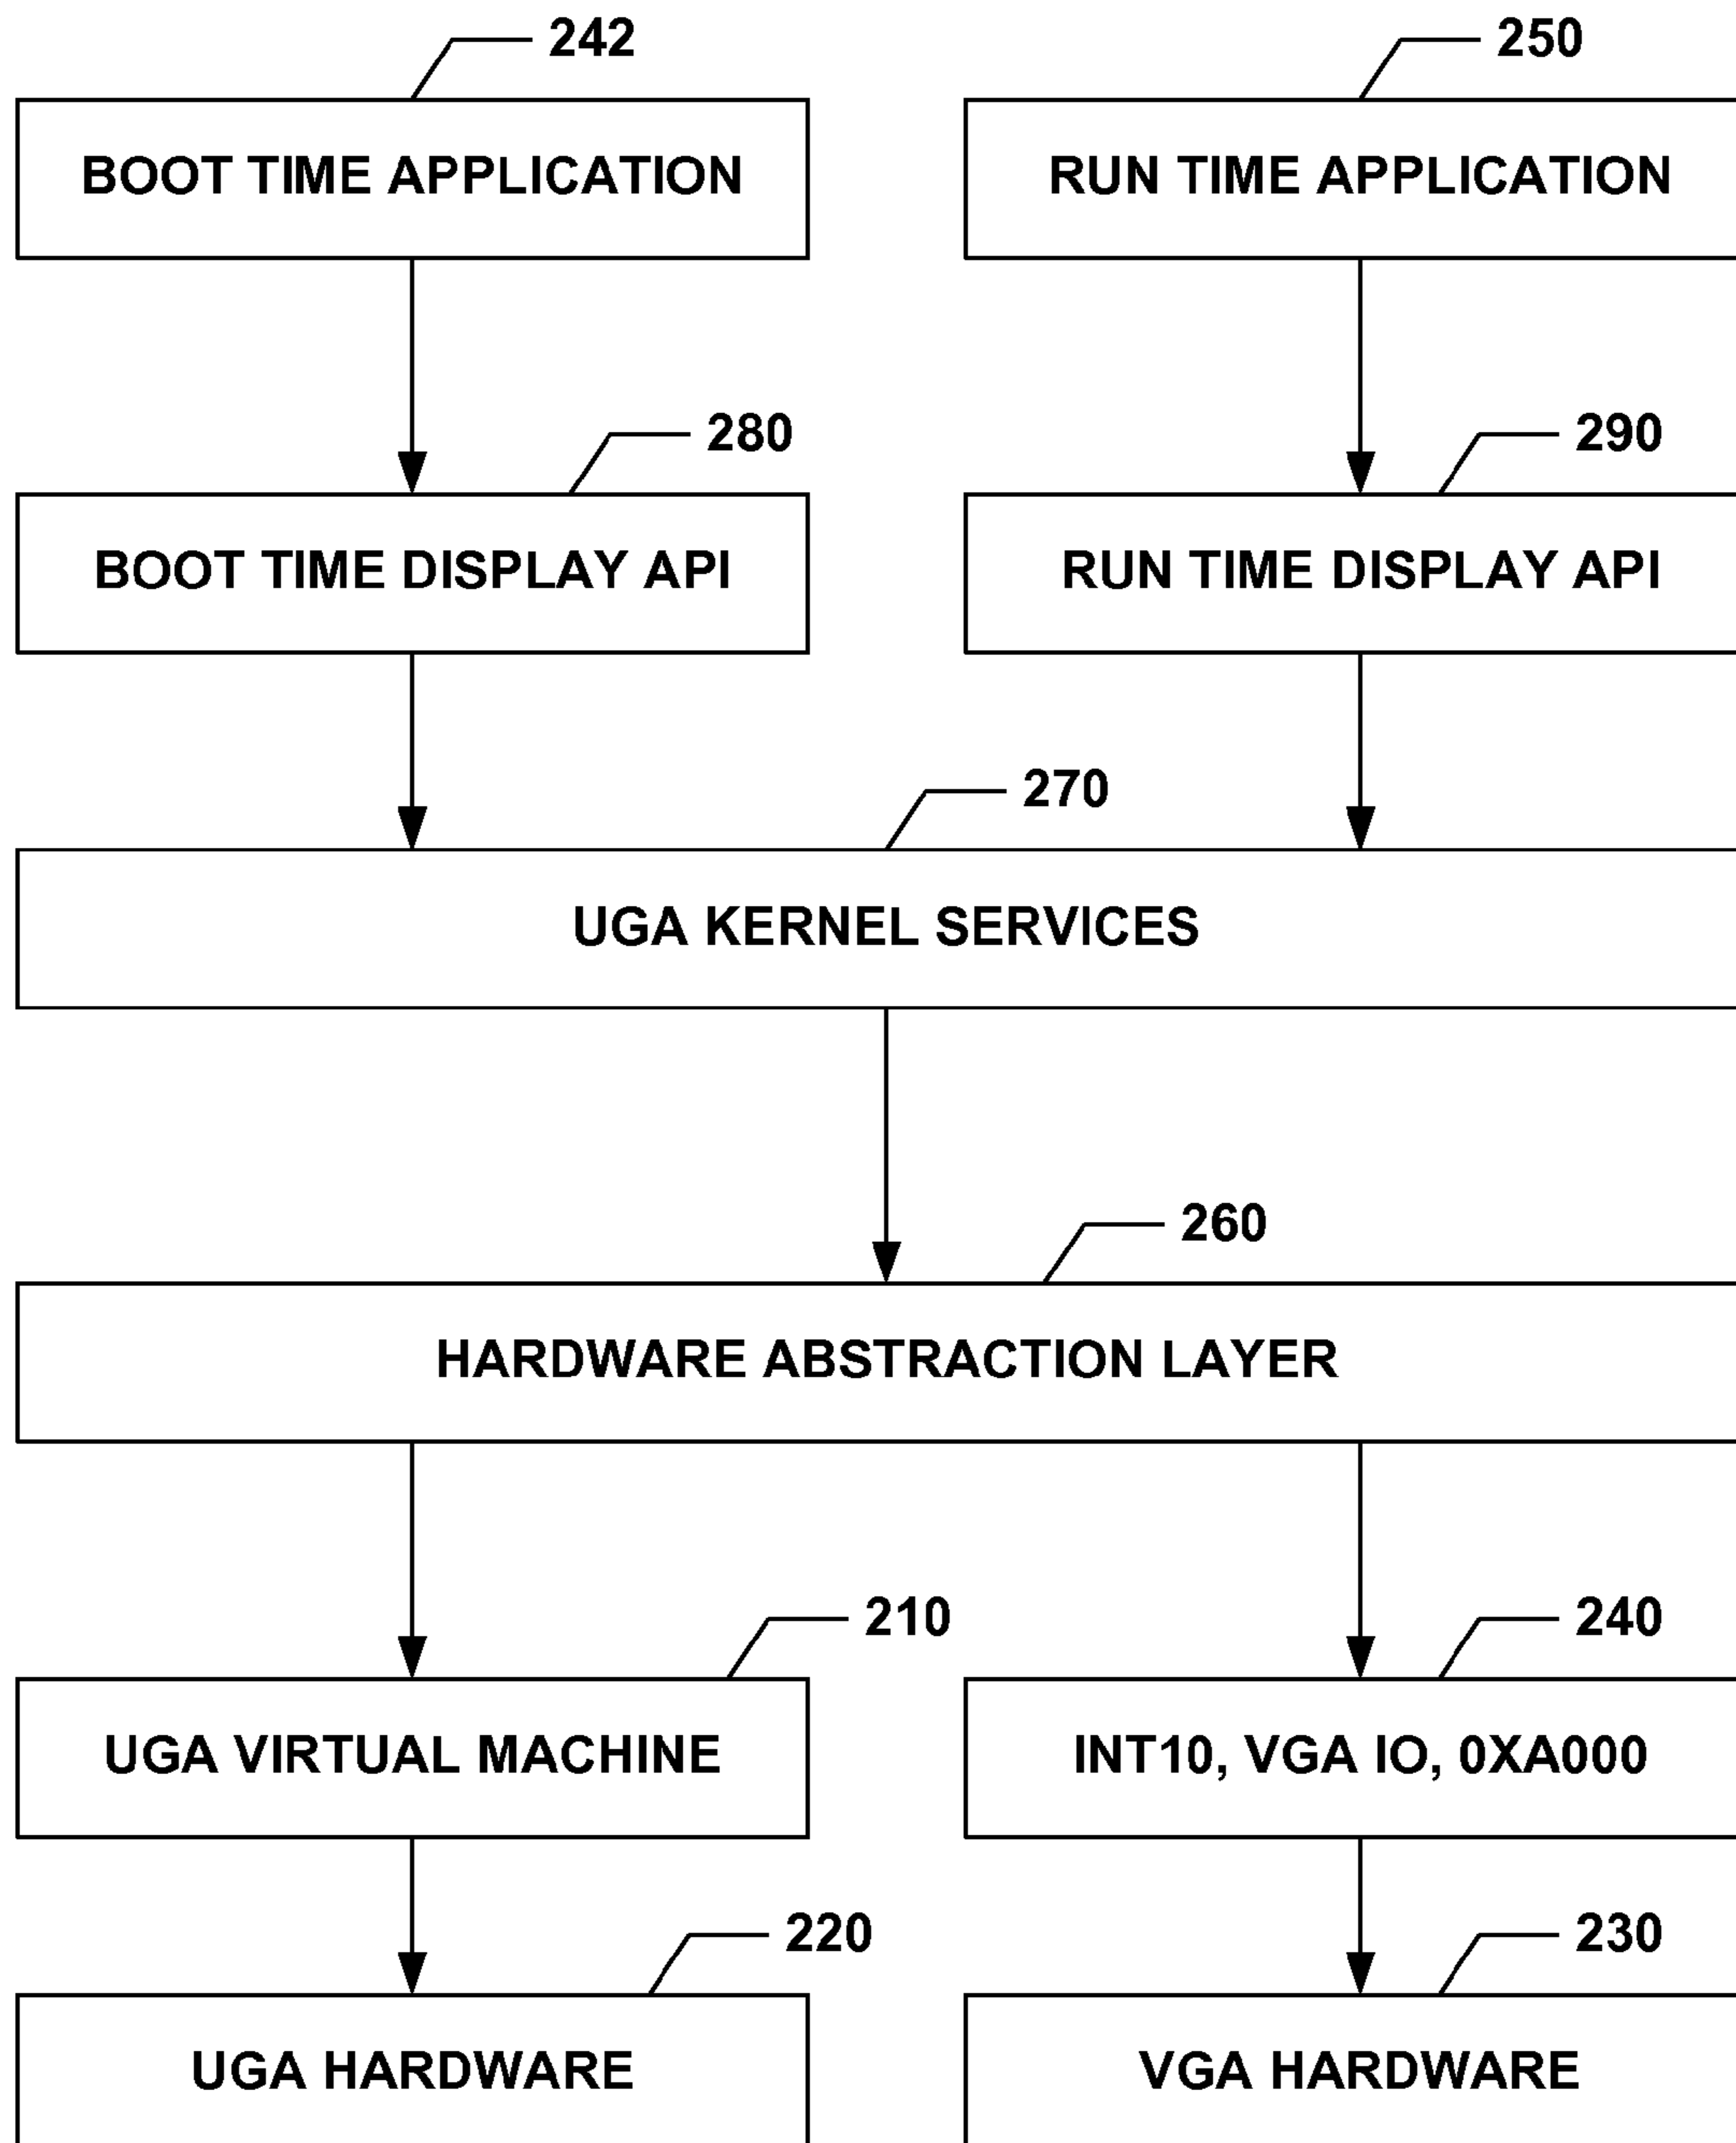 242
250
BOOT TIME APPLICATION
RUN TIME APPLICATION
280
290
BOOT TIME DISPLAY API
RUN TIME DISPLAY API
270
UGA KERNEL SERVICES
260
HARDWARE ABSTRACTION LAYER
210
240
UGA VIRTUAL MACHINE
INT10, VGA IO, 0XA000
220
230
UGA HARDWARE
VGA HARDWARE